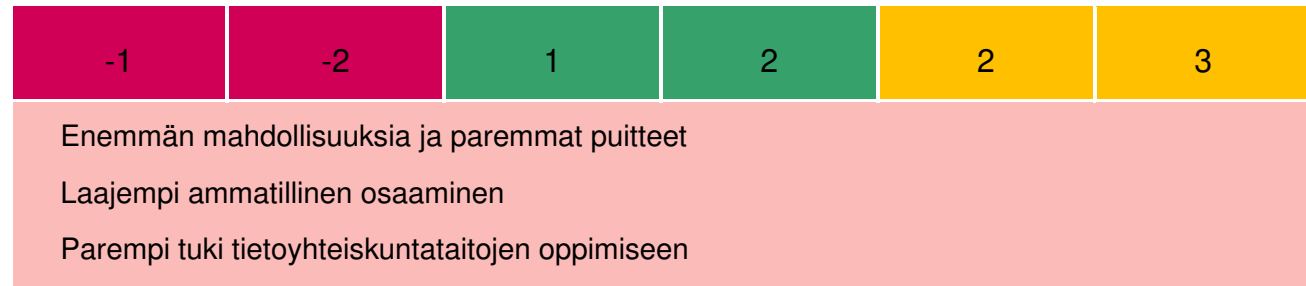 -1 -2 1 2 2 3
Enemmän mahdollisuuksia ja paremmat puitteet
Laajempi ammatillinen osaaminen
Parempi tuki tietoyhteiskuntataitojen oppimiseen